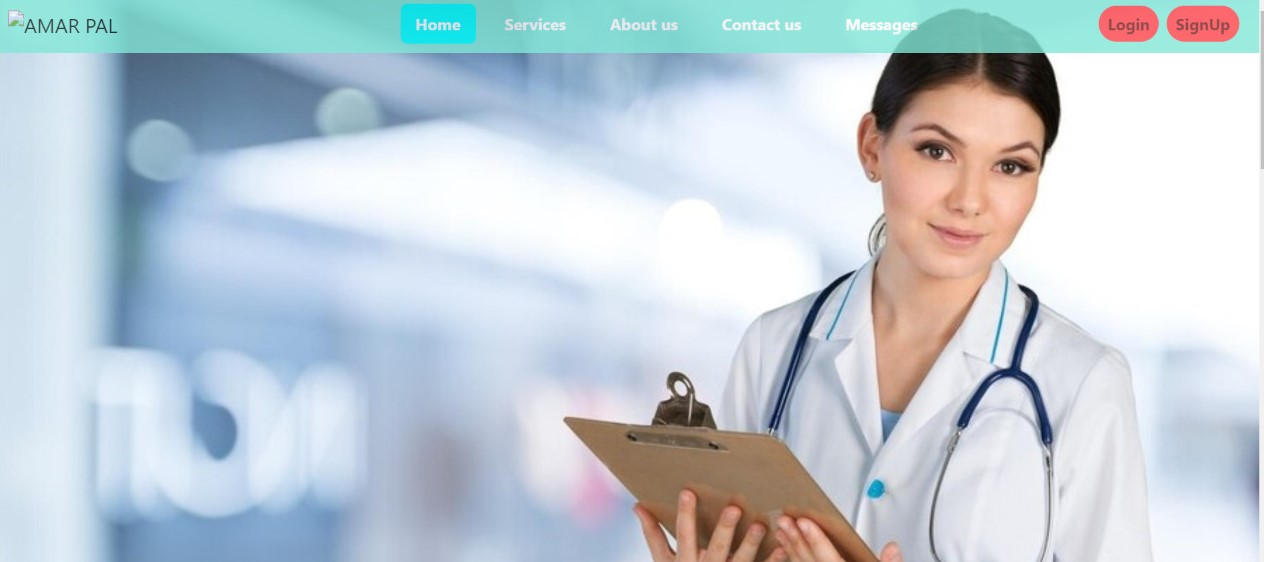 AMAR PAL
Home Services About us Contact us Messages
Login SignUp